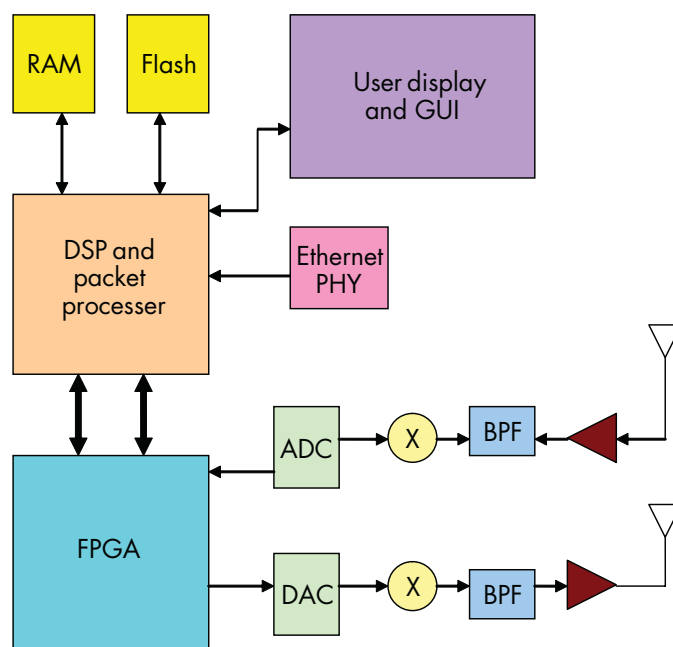 RAM
Flash
User display
and GUI
DSP and
packet
processer
Ethernet
PHY
ADC
X
BPF
FPGA
DAC
X
BPF